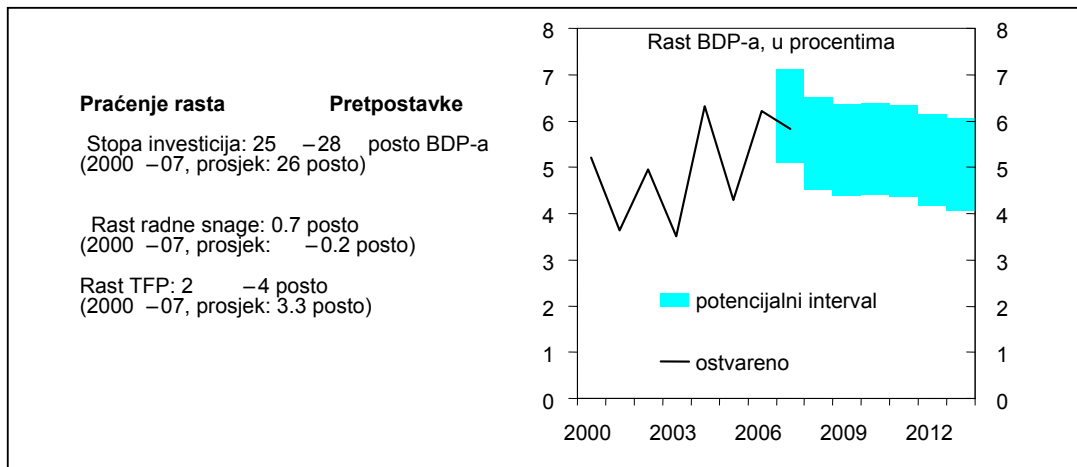 Praćenje rasta Pretpostavke
Stopa investicija: 25 –28 posto BDP-a
(2000 –07, prosjek: 26 posto)
Rast radne snage: 0.7 posto
(2000 –07, prosjek: –0.2 posto)
Rast TFP: 2 –4 posto
(2000 –07, prosjek: 3.3 posto)
Rast BDP-a, u procentima
8 8
7 7
6 6
5 5
4 4
3 3
2 2
1 1
0 0
potencijalni interval
ostvareno
2000 2003 2006 2009 2012